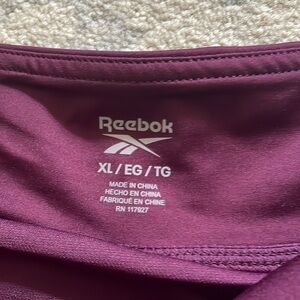 Reebok
XL / EG / TG
MADE IN CHINA
HECHO EN CHINA
FABRIQUÉ EN CHINE
RN 117927